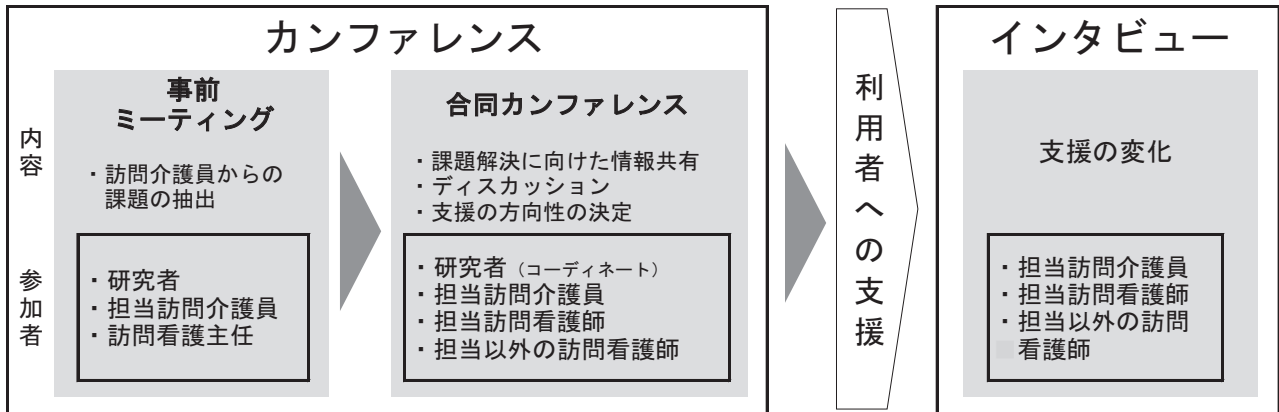 カンファレンス
内容
参加者
事前
ミーティング
・訪問介護員からの
課題の抽出
・研究者
・担当訪問介護員
・訪問看護主任
合同カンファレンス
・課題解決に向けた情報共有
・ディスカッション
・支援の方向性の決定
・研究者（コーディネート）
・担当訪問介護員
・担当訪問看護師
・担当以外の訪問看護師
利用者への支援
インタビュー
支援の変化
・担当訪問介護員
・担当訪問看護師
・担当以外の訪問
看護師